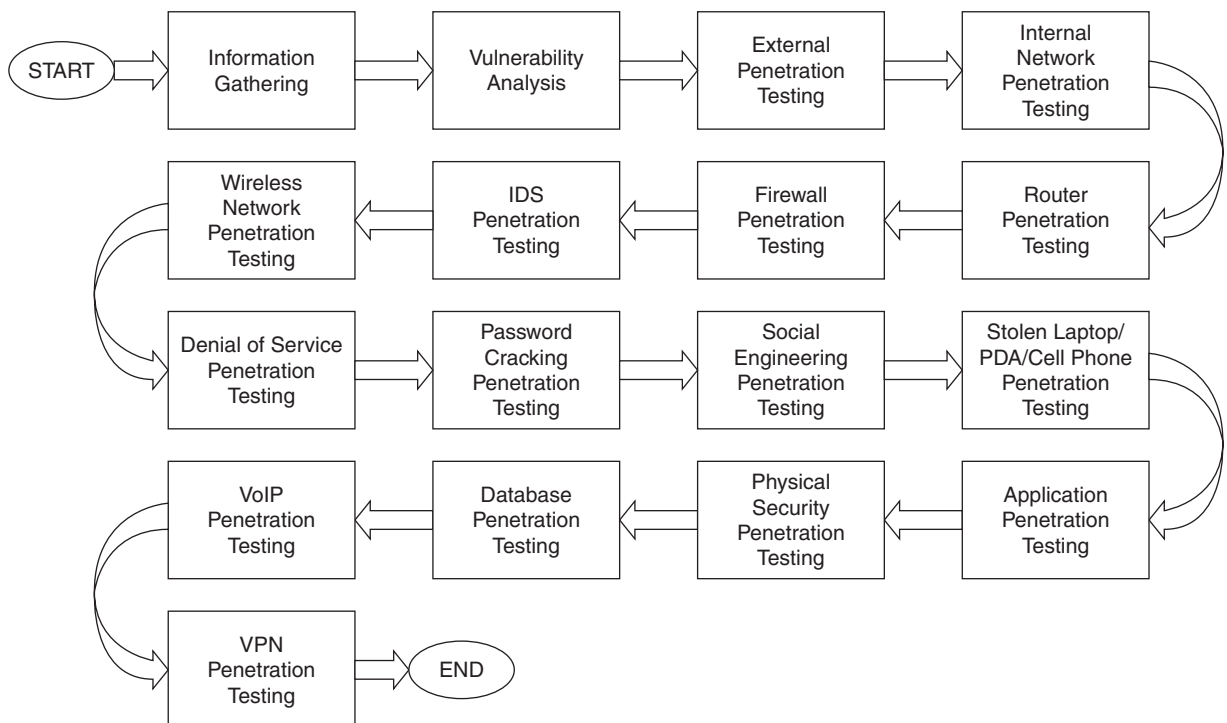 START
Information
Gathering
Vulnerability
Analysis
External
Penetration
Testing
Internal
Network
Penetration
Testing
Router
Penetration
Testing
Firewall
Penetration
Testing
IDS
Penetration
Testing
Wireless
Network
Penetration
Testing
Denial of Service
Penetration
Testing
Password
Cracking
Penetration
Testing
Social
Engineering
Penetration
Testing
Stolen Laptop/
PDA/Cell Phone
Penetration
Testing
Application
Penetration
Testing
Physical
Security
Penetration
Testing
Database
Penetration
Testing
VoIP
Penetration
Testing
VPN
Penetration
Testing
END